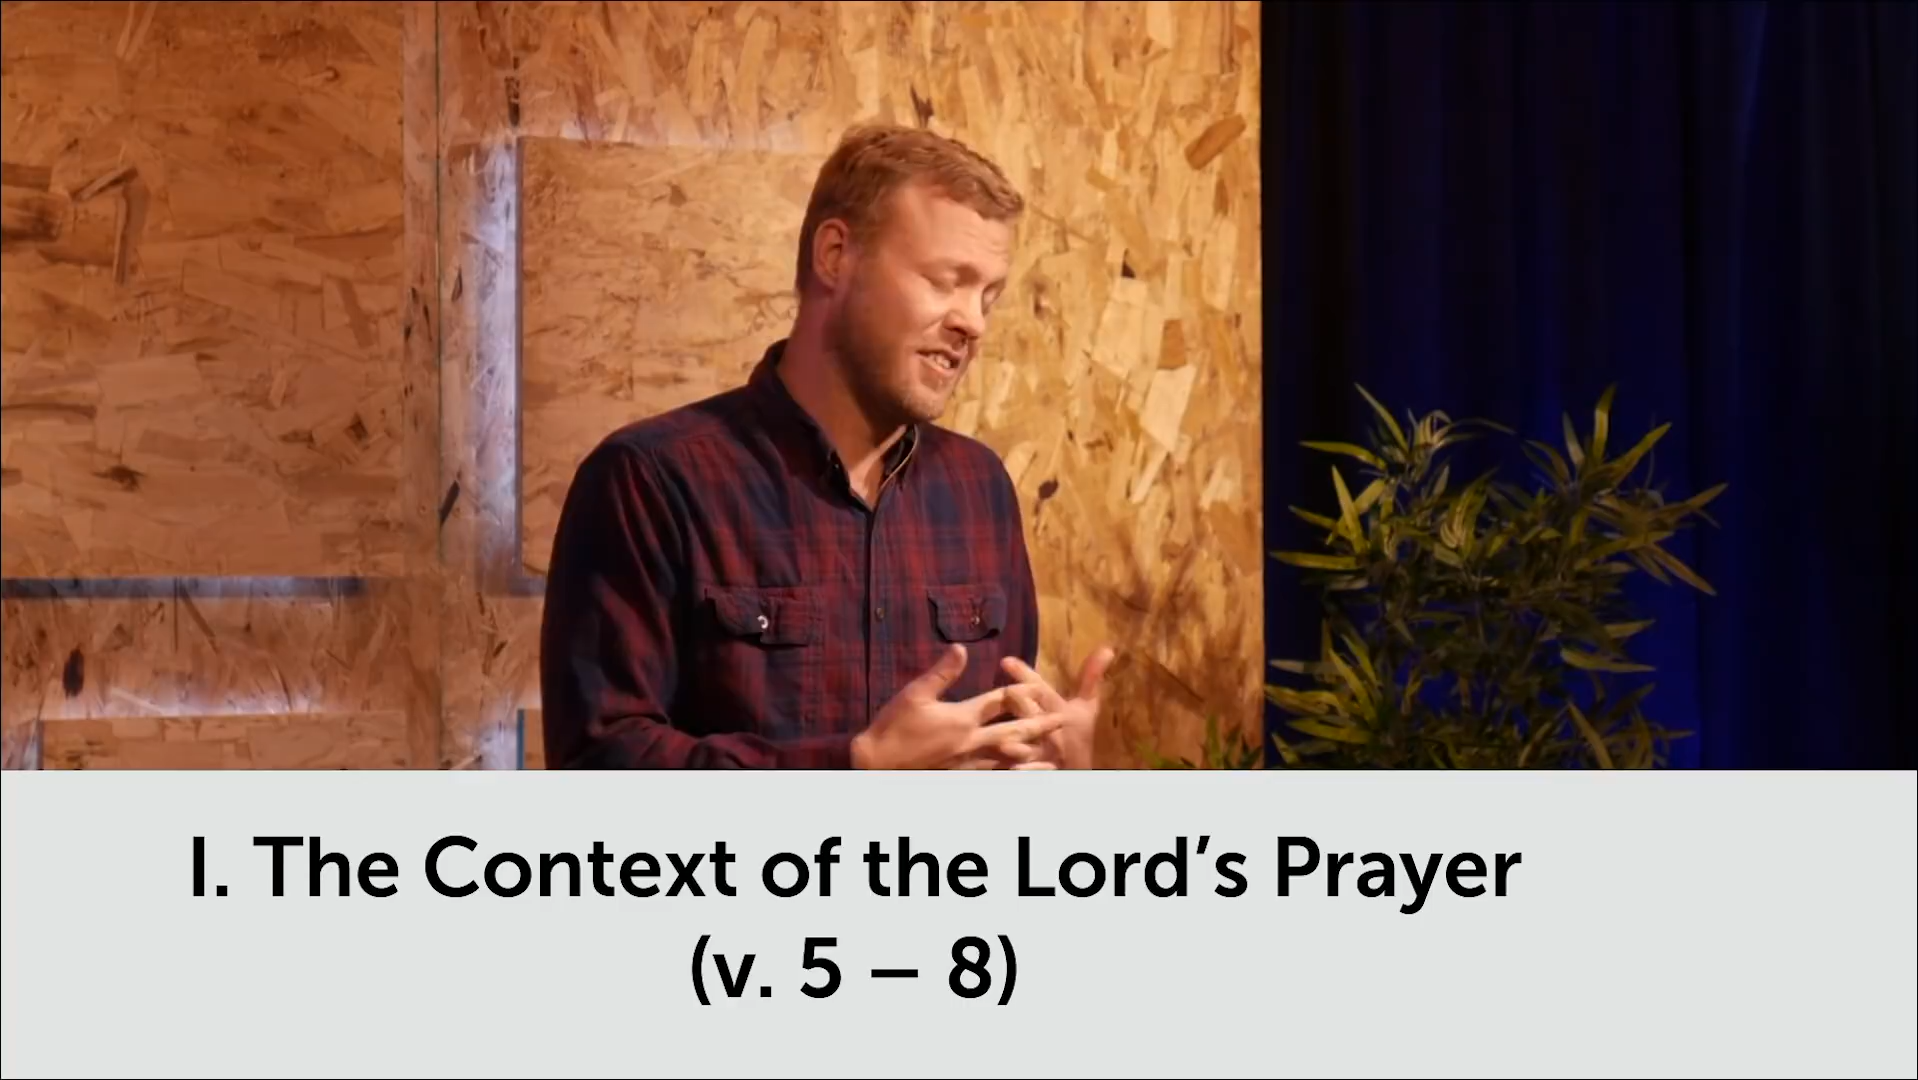 I. The Context of the Lord’s Prayer
(v. 5 – 8)